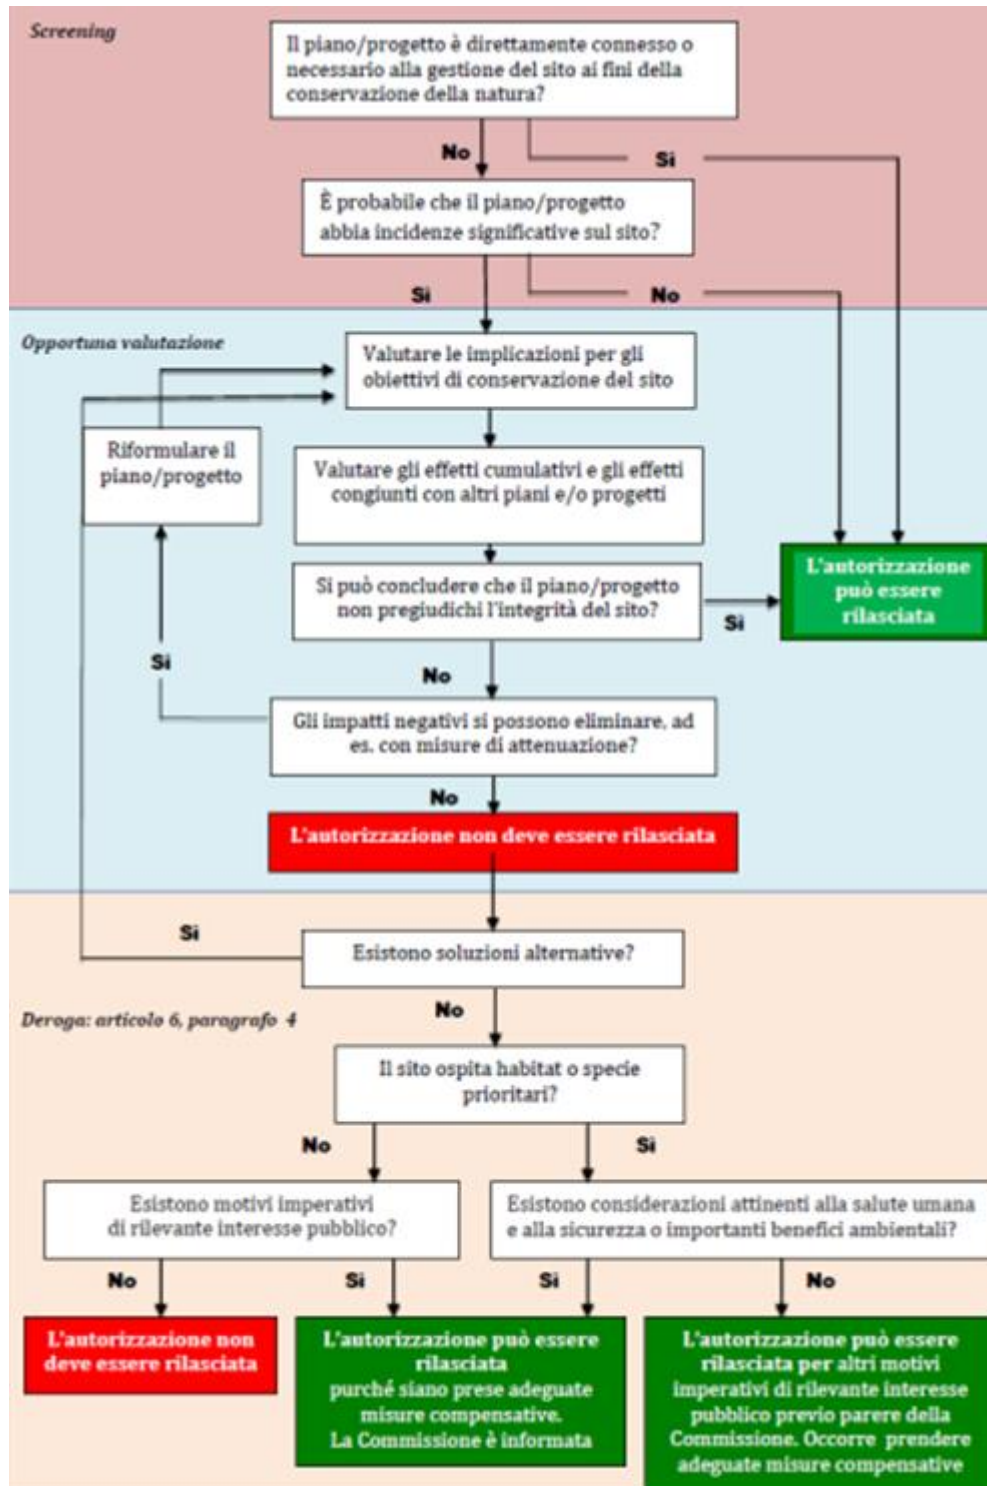 Screening
Il piano/progetto è direttamente connesso o
necessario alla gestione del sito ai fini della
conservazione della natura?
No
Sì
È probabile che il piano/progetto
abbia incidenze significative sul sito?
Sì
No
Opportuna valutazione
Valutare le implicazioni per gli
obiettivi di conservazione del sito
Riformulare il
piano/progetto
Valutare gli effetti cumulativi e gli effetti
congiunti con altri piani e/o progetti
L'autorizzazione
può essere
rilasciata
Si può concludere che il piano/progetto
non pregiudichi l'integrità del sito?
Sì
Sì
No
Gli impatti negativi si possono eliminare, ad
es. con misure di attenuazione?
No
L'autorizzazione non deve essere rilasciata
Sì
Esistono soluzioni alternative?
No
Deroga: articolo 6, paragrafo 4
Il sito ospita habitat o specie
prioritari?
No
Sì
Esistono motivi imperativi
di rilevante interesse pubblico?
Esistono considerazioni attinenti alla salute umana
e alla sicurezza o importanti benefici ambientali?
No
Sì
Sì
No
L'autorizzazione non
deve essere rilasciata
L'autorizzazione può essere
rilasciata
purché siano prese adeguate
misure compensative.
La Commissione è informata
L'autorizzazione può essere
rilasciata per altri motivi
imperativi di rilevante interesse
pubblico previo parere della
Commissione. Occorre prendere
adeguate misure compensative